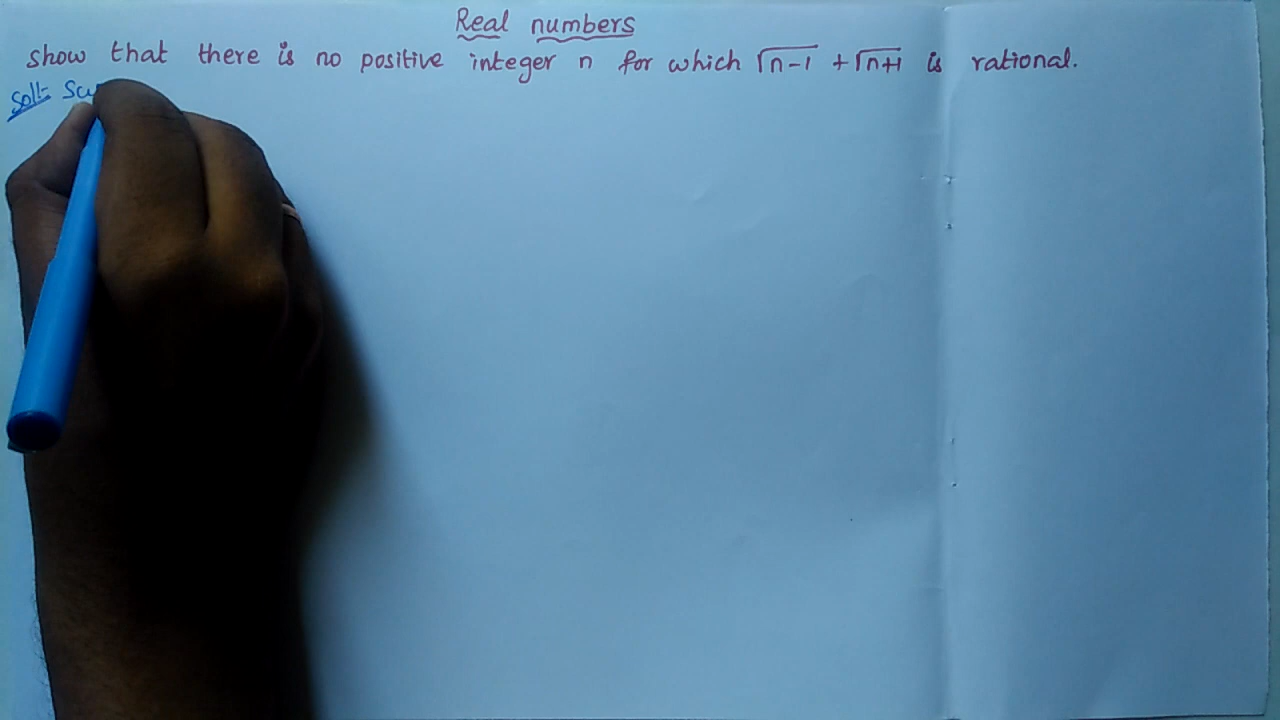 Real numbers
show that there is no positive integer n for which √n-1 + √n+1 is rational.
Sol:-